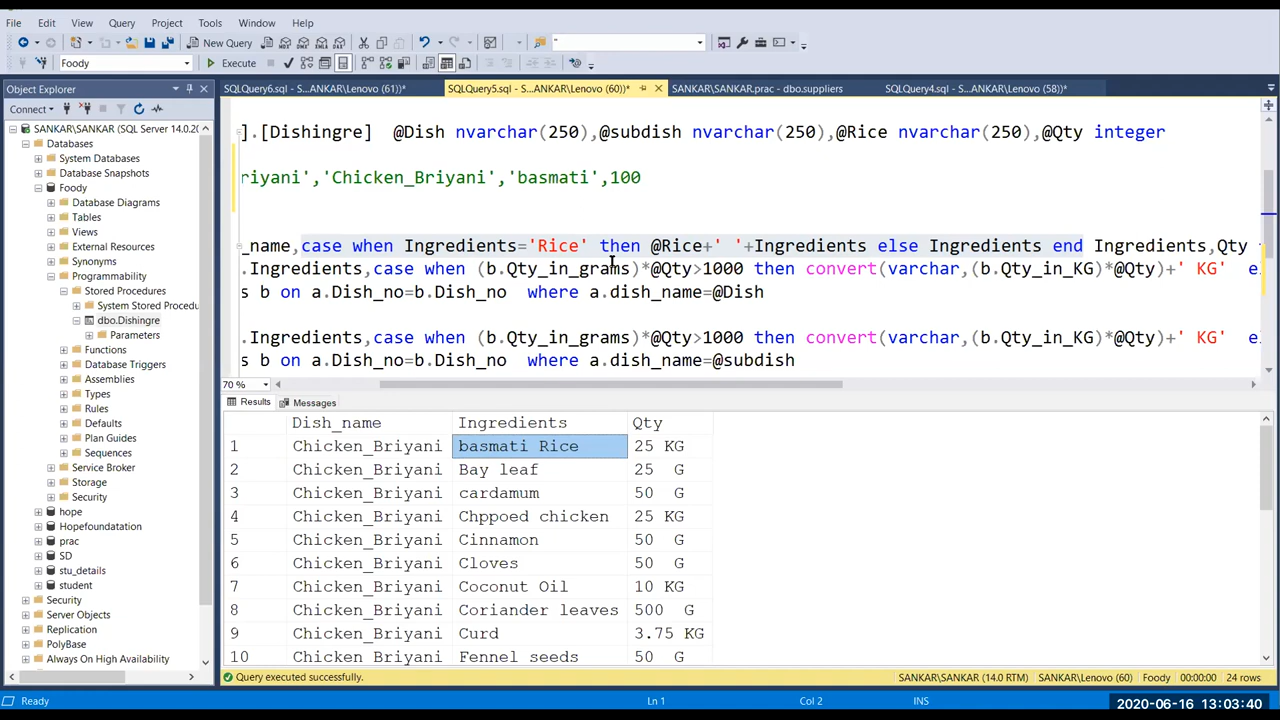 File Edit View Query Project Tools Window Help
New Query MDX DMX XMLA DAX "
Foody Execute
Object Explorer
Connect
SANKAR\SANKAR (SQL Server 14.0.20
Databases
System Databases
Database Snapshots
Foody
Database Diagrams
Tables
Views
External Resources
Synonyms
Programmability
Stored Procedures
System Stored Procedu
dbo.Dishingre
Parameters
Functions
Database Triggers
Assemblies
Types
Rules
Defaults
Plan Guides
Sequences
Service Broker
Storage
Security
hope
Hopefoundation
prac
SD
stu_details
student
Security
Server Objects
Replication
PolyBase
Always On High Availability
SQLQuery6.sql - S...ANKAR\Lenovo (61))* SQLQuery5.sql - S...ANKAR\Lenovo (60))* SANKAR\SANKAR.prac - dbo.suppliers SQLQuery4.sql - S...ANKAR\Lenovo (58))*
].[Dishingre] @Dish nvarchar(250),@subdish nvarchar(250),@Rice nvarchar(250),@Qty integer
riyani','Chicken_Briyani','basmati',100
_name,case when Ingredients='Rice' then @Rice+' '+Ingredients else Ingredients end Ingredients,Qty
.Ingredients,case when (b.Qty_in_grams)*@Qty>1000 then convert(varchar,(b.Qty_in_KG)*@Qty)+' KG' el
s b on a.Dish_no=b.Dish_no where a.dish_name=@Dish
.Ingredients,case when (b.Qty_in_grams)*@Qty>1000 then convert(varchar,(b.Qty_in_KG)*@Qty)+' KG' el
s b on a.Dish_no=b.Dish_no where a.dish_name=@subdish
70 %
Results Messages
Dish_name Ingredients Qty
1 Chicken_Briyani basmati Rice 25 KG
2 Chicken_Briyani Bay leaf 25 G
3 Chicken_Briyani cardamum 50 G
4 Chicken_Briyani Chppoed chicken 25 KG
5 Chicken_Briyani Cinnamon 50 G
6 Chicken_Briyani Cloves 50 G
7 Chicken_Briyani Coconut Oil 10 KG
8 Chicken_Briyani Coriander leaves 500 G
9 Chicken_Briyani Curd 3.75 KG
10 Chicken_Briyani Fennel seeds 50 G
Query executed successfully. SANKAR\SANKAR (14.0 RTM) SANKAR\Lenovo (60) Foody 00:00:00 24 rows
Ready Ln 1 Col 2 INS
2020-06-16 13:03:40